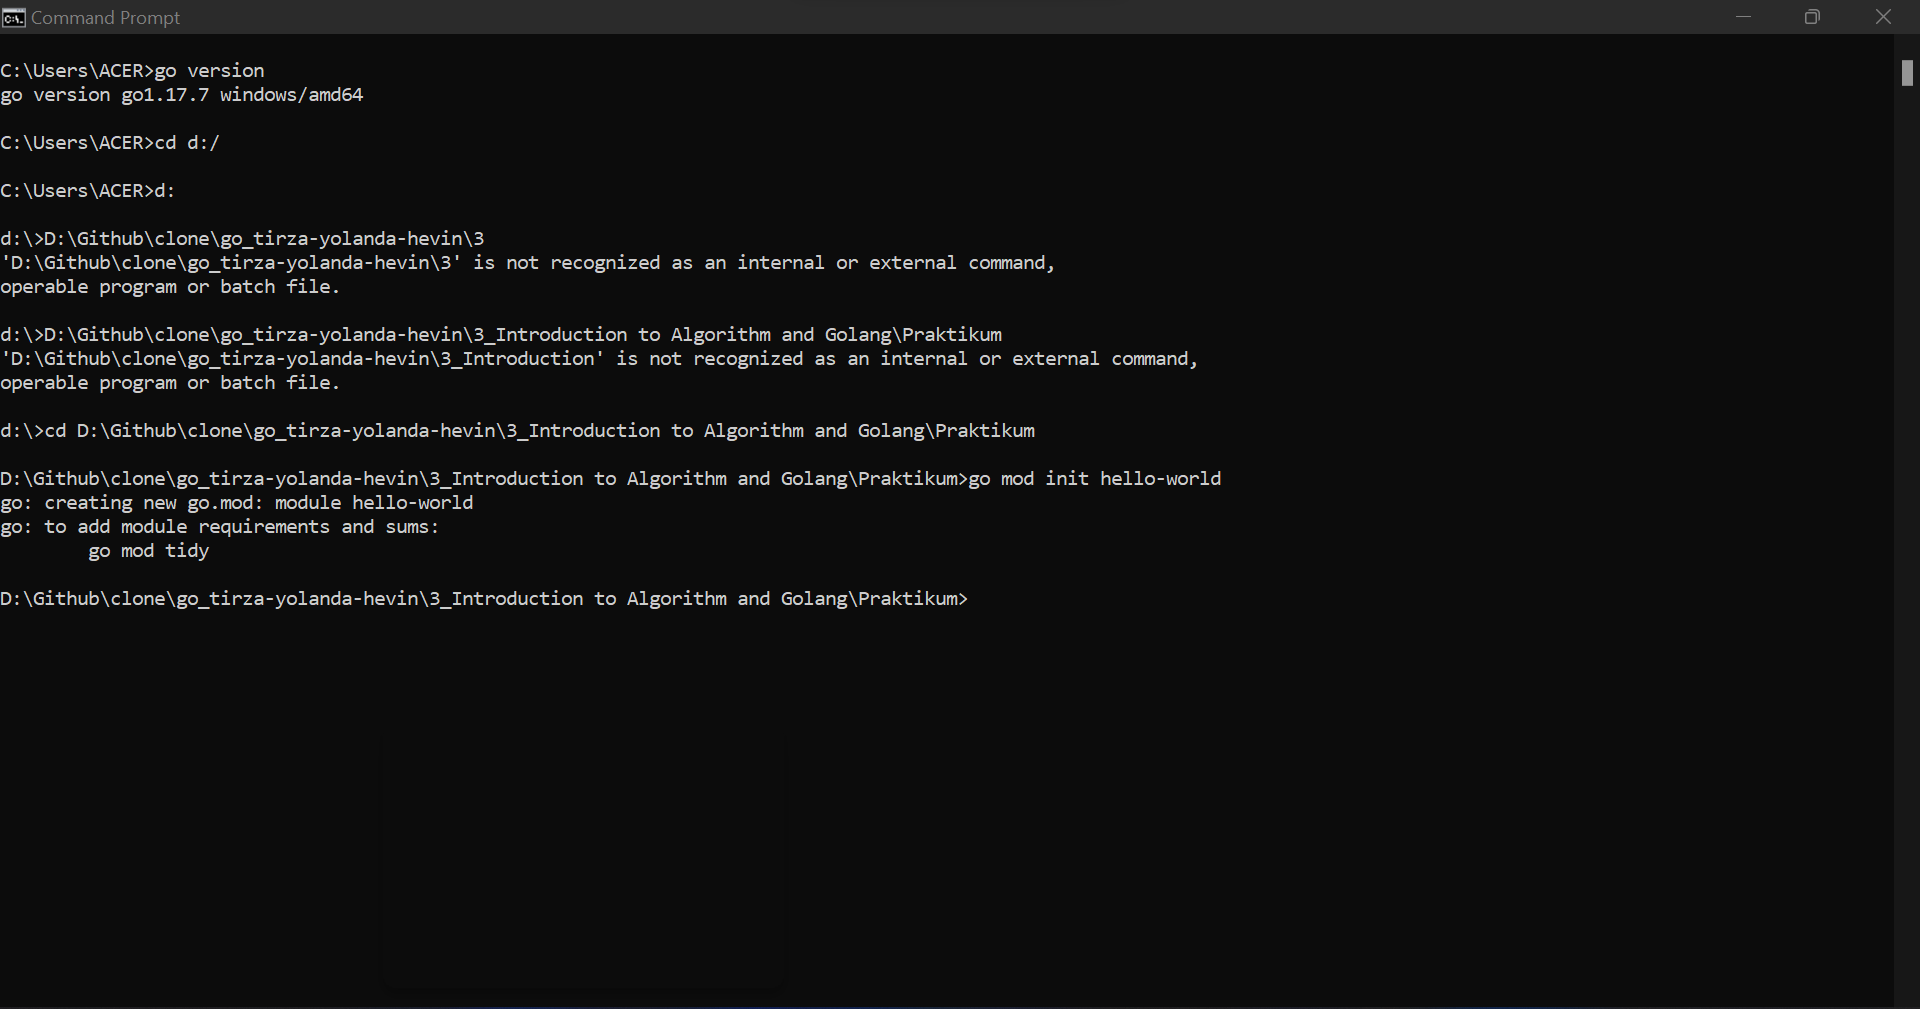 Command Prompt
C:\Users\ACER>go version
go version go1.17.7 windows/amd64
C:\Users\ACER>cd d:/
C:\Users\ACER>d:
d:\>D:\Github\clone\go_tirza-yolanda-hevin\3
'D:\Github\clone\go_tirza-yolanda-hevin\3' is not recognized as an internal or external command,
operable program or batch file.
d:\>D:\Github\clone\go_tirza-yolanda-hevin\3_Introduction to Algorithm and Golang\Praktikum
'D:\Github\clone\go_tirza-yolanda-hevin\3_Introduction' is not recognized as an internal or external command,
operable program or batch file.
d:\>cd D:\Github\clone\go_tirza-yolanda-hevin\3_Introduction to Algorithm and Golang\Praktikum
D:\Github\clone\go_tirza-yolanda-hevin\3_Introduction to Algorithm and Golang\Praktikum>go mod init hello-world
go: creating new go.mod: module hello-world
go: to add module requirements and sums:
        go mod tidy
D:\Github\clone\go_tirza-yolanda-hevin\3_Introduction to Algorithm and Golang\Praktikum>